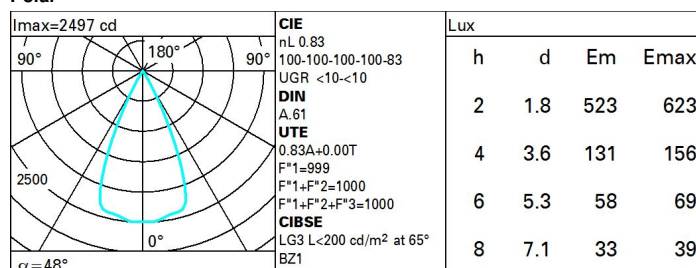 Imax=2497 cd
90° 180° 90°
2500
0°
α=48°
CIE
nL 0.83
100-100-100-100-83
UGR <10-<10
DIN
A.61
UTE
0.83A+0.00T
F"1=999
F"1+F"2=1000
F"1+F"2+F"3=1000
CIBSE
LG3 L<200 cd/m² at 65°
BZ1
Lux
h d Em Emax
2 1.8 523 623
4 3.6 131 156
6 5.3 58 69
8 7.1 33 39